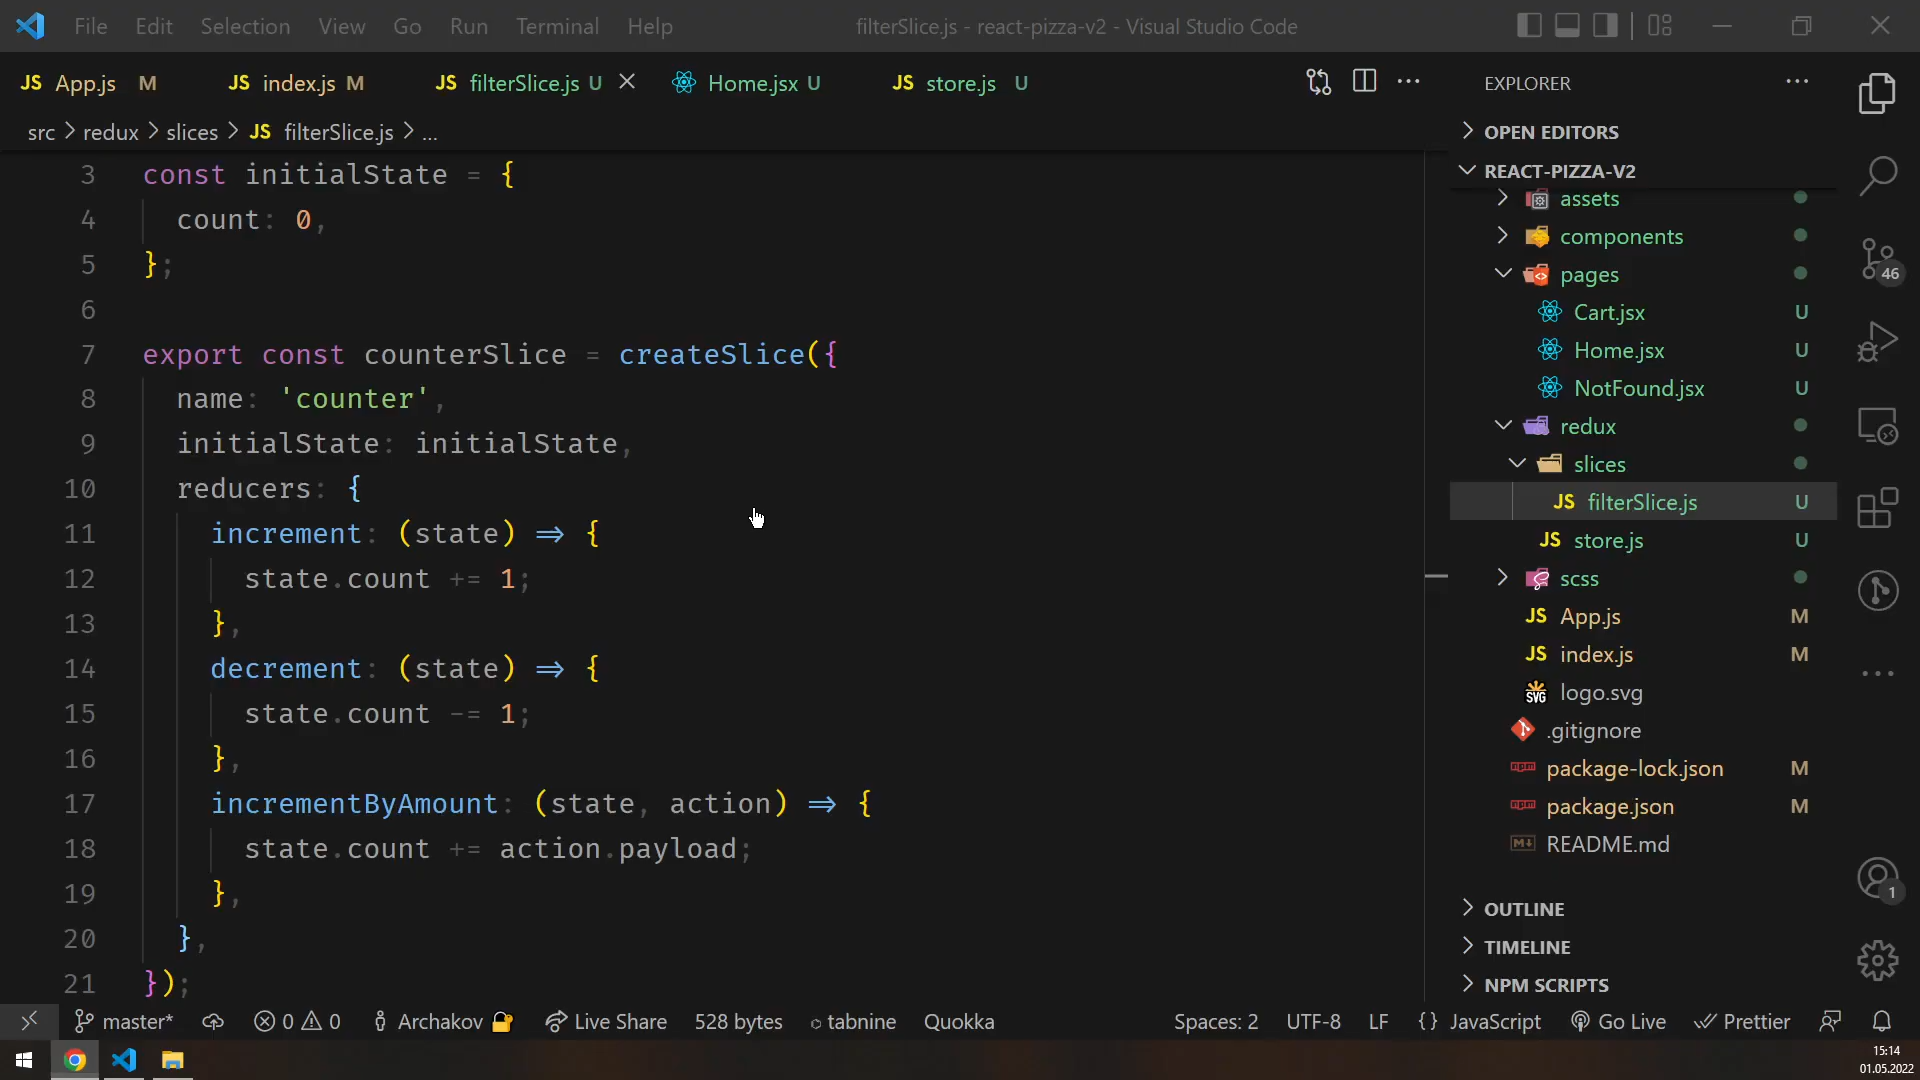 File Edit Selection View Go Run Terminal Help
filterSlice.js - react-pizza-v2 - Visual Studio Code
JS App.js M
JS index.js M
JS filterSlice.js U
Home.jsx U
JS store.js U
src > redux > slices > JS filterSlice.js > ...
3 const initialState = {
4 count: 0,
5 };
6
7 export const counterSlice = createSlice({
8 name: 'counter',
9 initialState: initialState,
10 reducers: {
11 increment: (state) => {
12 state.count += 1;
13 },
14 decrement: (state) => {
15 state.count -= 1;
16 },
17 incrementByAmount: (state, action) => {
18 state.count += action.payload;
19 },
20 },
21 });
EXPLORER
OPEN EDITORS
REACT-PIZZA-V2
assets
components
pages
Cart.jsx U
Home.jsx U
NotFound.jsx U
redux
slices
JS filterSlice.js U
JS store.js U
scss
JS App.js M
JS index.js M
SVG logo.svg
.gitignore
package-lock.json M
package.json M
README.md
OUTLINE
TIMELINE
NPM SCRIPTS
46
1
master* 0 0 Archakov Live Share 528 bytes tabnine Quokka Spaces: 2 UTF-8 LF {} JavaScript Go Live Prettier
15:14
01.05.2022